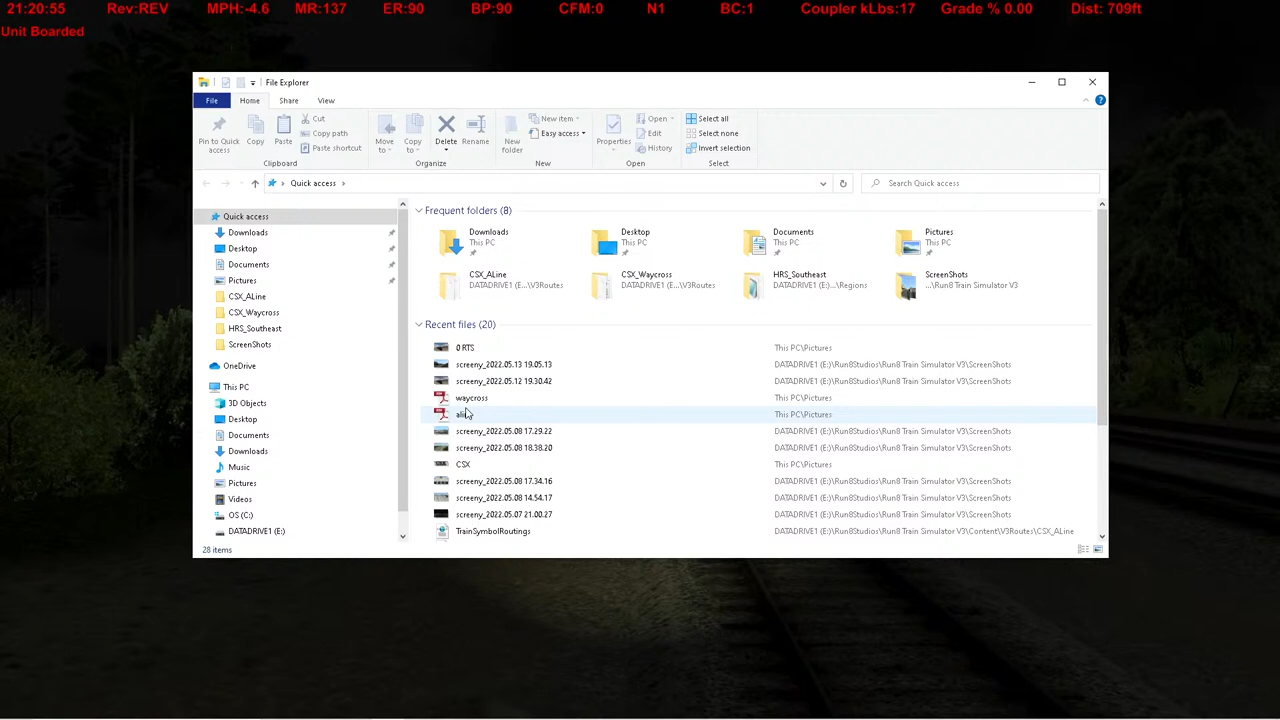 21:20:55 Rev:REV MPH:-4.6 MR:137 ER:90 BP:90 CFM:0 N1 BC:1 Coupler kLbs:17 Grade % 0.00 Dist: 709ft
Unit Boarded
File Explorer
File Home Share View
Pin to Quick access
Copy
Paste
Cut
Copy path
Paste shortcut
Clipboard
Move to
Copy to
Delete
Rename
Organize
New folder
New item
Easy access
New
Properties
Open
Edit
History
Open
Select all
Select none
Invert selection
Select
Quick access
Search Quick access
Quick access
Downloads
Desktop
Documents
Pictures
CSX_ALine
CSX_Waycross
HRS_Southeast
ScreenShots
OneDrive
This PC
3D Objects
Desktop
Documents
Downloads
Music
Pictures
Videos
OS (C:)
DATADRIVE1 (E:)
Frequent folders (8)
Downloads
This PC
Desktop
This PC
Documents
This PC
Pictures
This PC
CSX_ALine
DATADRIVE1 (E...\V3Routes
CSX_Waycross
DATADRIVE1 (E...\V3Routes
HRS_Southeast
DATADRIVE1 (E:)...\Regions
ScreenShots
...\Run8 Train Simulator V3
Recent files (20)
0 RTS This PC\Pictures
screeny_2022.05.13 19.05.13 DATADRIVE1 (E:)\Run8Studios\Run8 Train Simulator V3\ScreenShots
screeny_2022.05.12 19.30.42 DATADRIVE1 (E:)\Run8Studios\Run8 Train Simulator V3\ScreenShots
waycross This PC\Pictures
This PC\Pictures
screeny_2022.05.08 17.29.22 DATADRIVE1 (E:)\Run8Studios\Run8 Train Simulator V3\ScreenShots
screeny_2022.05.08 18.38.20 DATADRIVE1 (E:)\Run8Studios\Run8 Train Simulator V3\ScreenShots
CSX This PC\Pictures
screeny_2022.05.08 17.34.16 DATADRIVE1 (E:)\Run8Studios\Run8 Train Simulator V3\ScreenShots
screeny_2022.05.08 14.54.17 DATADRIVE1 (E:)\Run8Studios\Run8 Train Simulator V3\ScreenShots
screeny_2022.05.07 21.00.27 DATADRIVE1 (E:)\Run8Studios\Run8 Train Simulator V3\ScreenShots
TrainSymbolRoutings DATADRIVE1 (E:)\Run8Studios\Run8 Train Simulator V3\Content\V3Routes\CSX_ALine
28 items